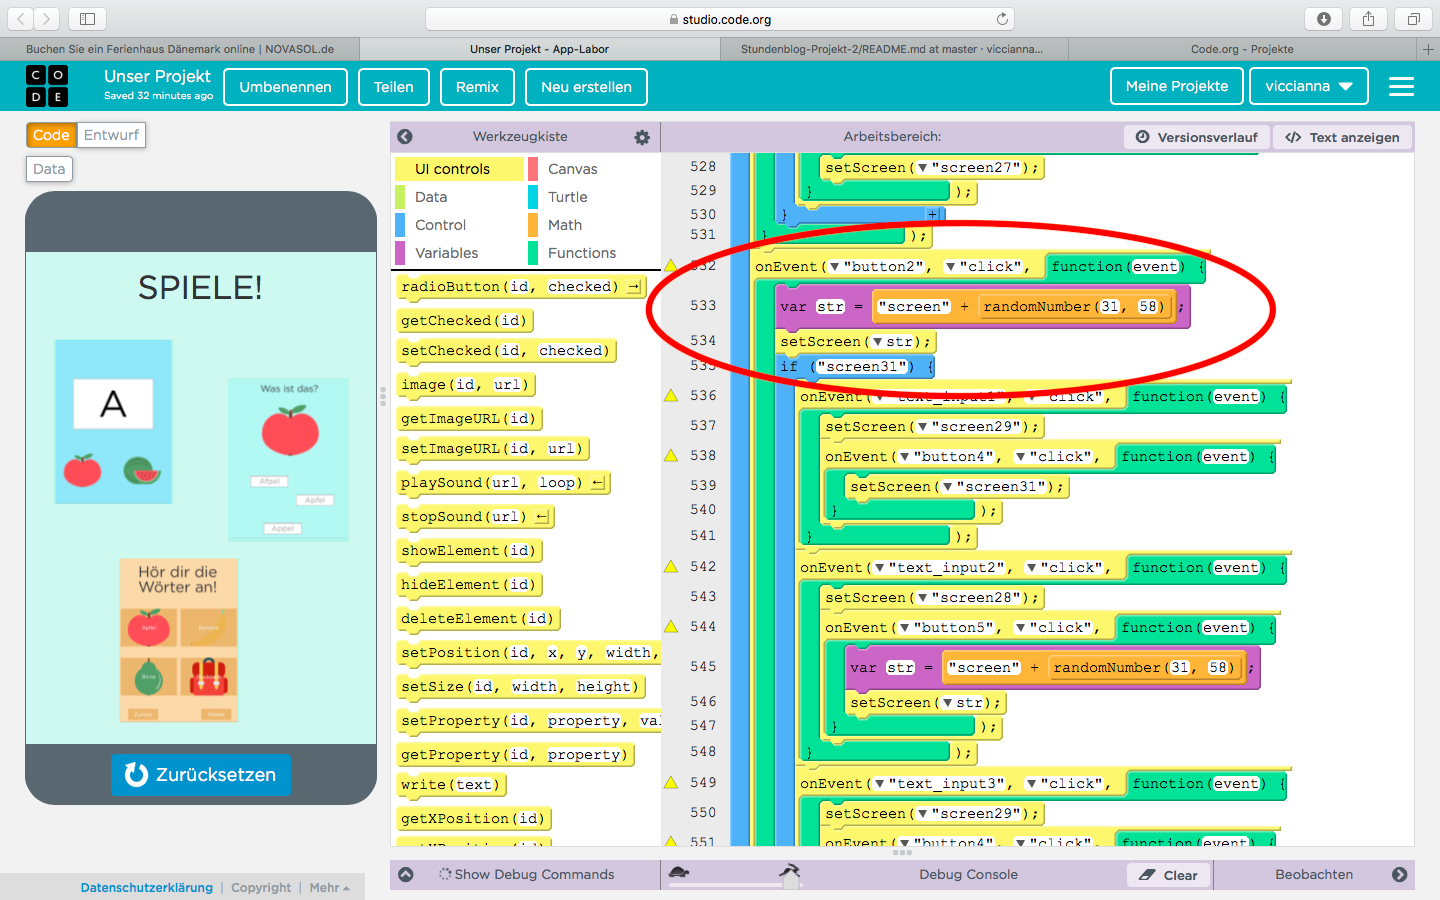 studio.code.org
Buchen Sie ein Ferienhaus Dänemark online | NOVASOL.de
Unser Projekt - App-Labor
Stundenblog-Projekt-2/README.md at master · viccianna...
Code.org - Projekte
C O D E
Unser Projekt
Saved 32 minutes ago
Umbenennen
Teilen
Remix
Neu erstellen
Meine Projekte
viccianna
Code
Entwurf
Data
Werkzeugkiste
Arbeitsbereich:
Versionsverlauf
</> Text anzeigen
UI controls
Canvas
Data
Turtle
Control
Math
Variables
Functions
radioButton(id, checked)
getChecked(id)
setChecked(id, checked)
image(id, url)
getImageURL(id)
setImageURL(id, url)
playSound(url, loop)
stopSound(url)
showElement(id)
hideElement(id)
deleteElement(id)
setPosition(id, x, y, width,
setSize(id, width, height)
setProperty(id, property, val
getProperty(id, property)
write(text)
getXPosition(id)
528 setScreen("screen27");
529 } );
530 } +
531 } );
532 onEvent("button2", "click", function(event) {
533 var str = "screen" + randomNumber(31, 58);
534 setScreen(str);
535 if ("screen31") {
536 onEvent("text_input1", "click", function(event) {
537 setScreen("screen29");
538 onEvent("button4", "click", function(event) {
539 setScreen("screen31");
540 } );
541 } );
542 onEvent("text_input2", "click", function(event) {
543 setScreen("screen28");
544 onEvent("button5", "click", function(event) {
545 var str = "screen" + randomNumber(31, 58);
546 setScreen(str);
547 } );
548 } );
549 onEvent("text_input3", "click", function(event) {
550 setScreen("screen29");
551 onEvent("button4", "click", function(event) {
SPIELE!
A
Was ist das?
Apfel
Appel
Hör dir die
Wörter an!
Apfel
Birne
Zurück
Weiter
Zurücksetzen
Show Debug Commands
Debug Console
Clear
Beobachten
Datenschutzerklärung | Copyright | Mehr